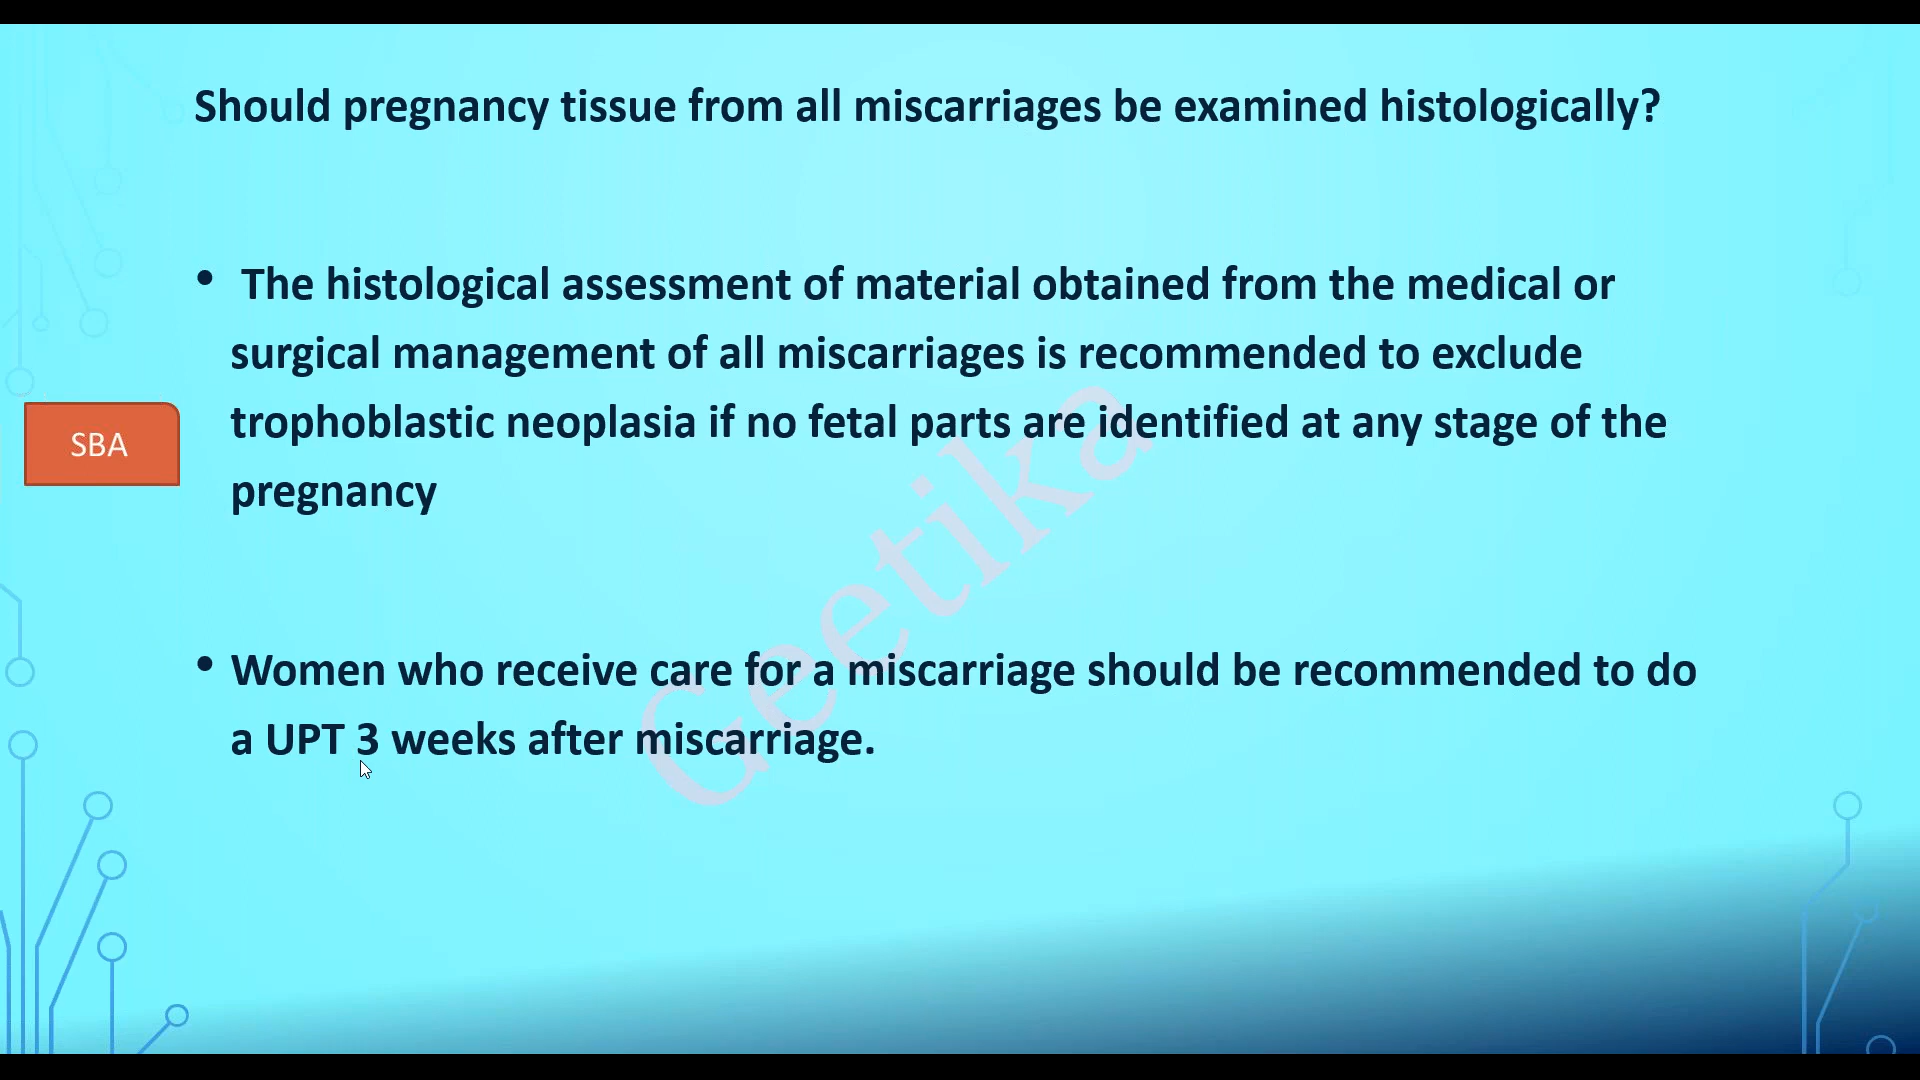 Should pregnancy tissue from all miscarriages be examined histologically?
• The histological assessment of material obtained from the medical or
surgical management of all miscarriages is recommended to exclude
trophoblastic neoplasia if no fetal parts are identified at any stage of the
pregnancy
SBA
• Women who receive care for a miscarriage should be recommended to do
a UPT 3 weeks after miscarriage.
Geetika